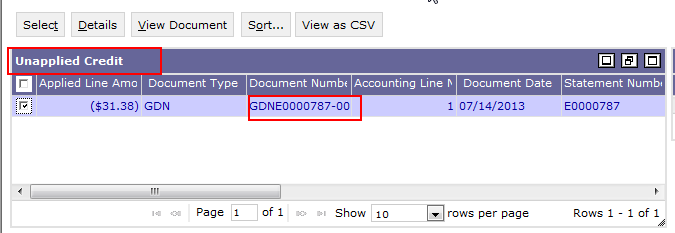 Select Details View Document Sort... View as CSV
Unapplied Credit
Applied Line Amo Document Type Document Numbe Accounting Line N Document Date Statement Numbe
($31.38) GDN GDNE0000787-00 1 07/14/2013 E0000787
Page 1 of 1 Show 10 rows per page Rows 1 - 1 of 1